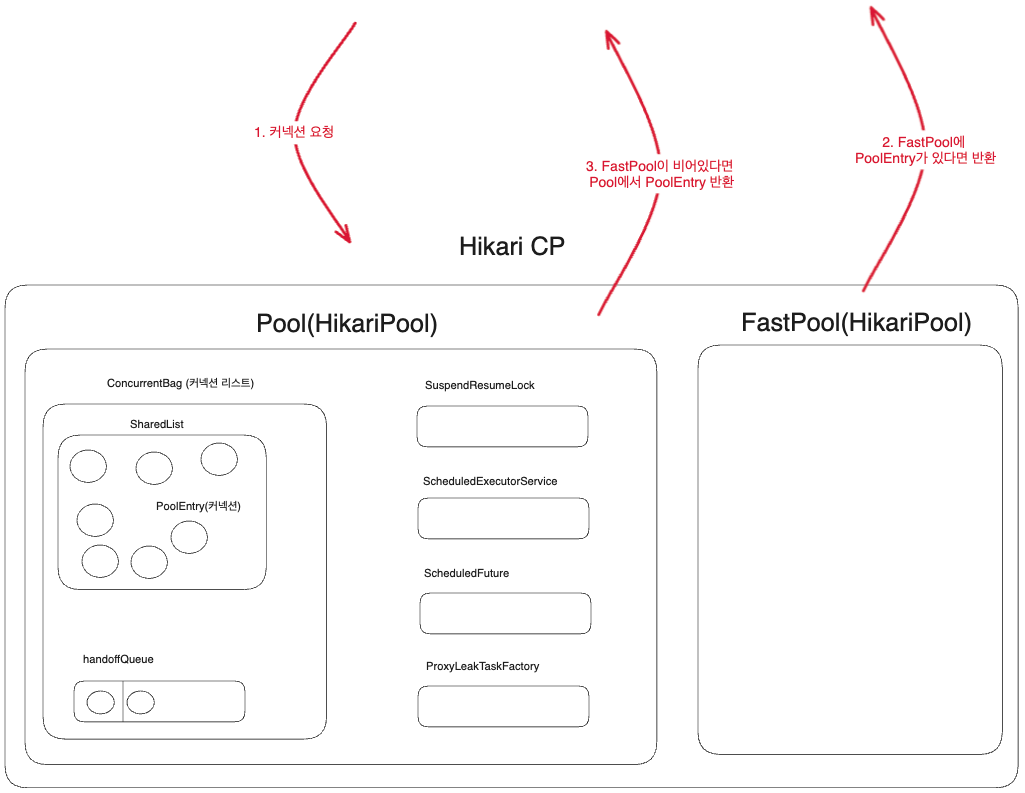 1. 커넥션 요청
2. FastPool에
PoolEntry가 있다면 반환
3. FastPool이 비어있다면
Pool에서 PoolEntry 반환
Hikari CP
Pool(HikariPool)
FastPool(HikariPool)
ConcurrentBag (커넥션 리스트)
SharedList
PoolEntry(커넥션)
handoffQueue
SuspendResumeLock
ScheduledExecutorService
ScheduledFuture
ProxyLeakTaskFactory